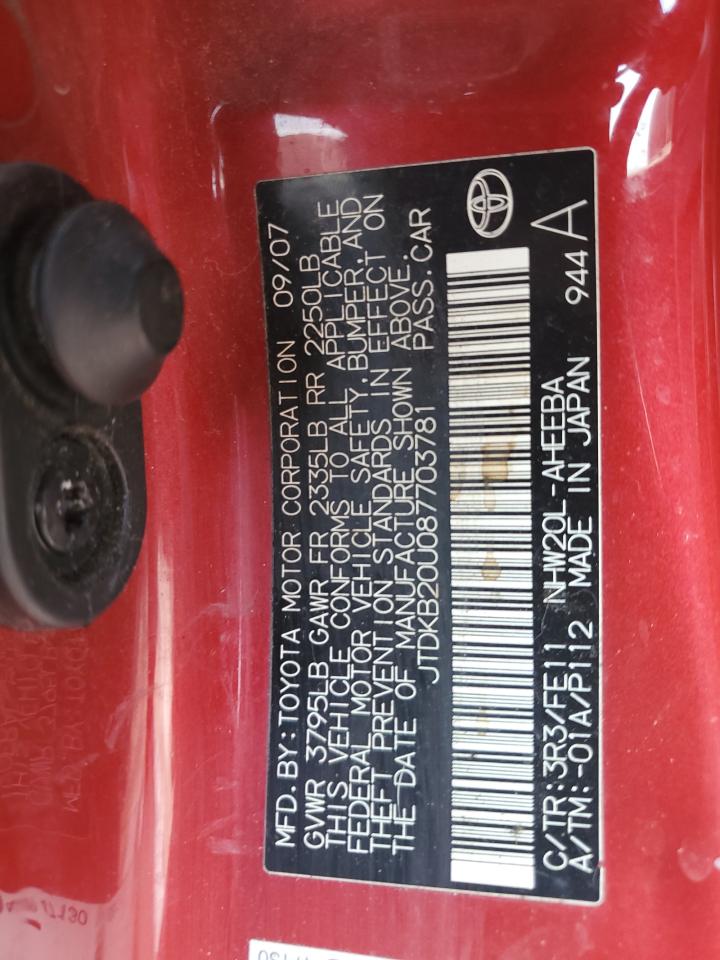 MFD. BY: TOYOTA MOTOR CORPORATION 09/07
GVWR 3795LB GAWR FR 2335LB RR 2250LB
THIS VEHICLE CONFORMS TO ALL APPLICABLE
FEDERAL MOTOR VEHICLE SAFETY, BUMPER, AND
THEFT PREVENTION STANDARDS IN EFFECT ON
THE DATE OF MANUFACTURE SHOWN ABOVE.
JTDKB20U087703781 PASS. CAR
C/TR: 3R3/FE11 NHW20L-AHEEBA
A/TM: -01A/P112 MADE IN JAPAN 944 A